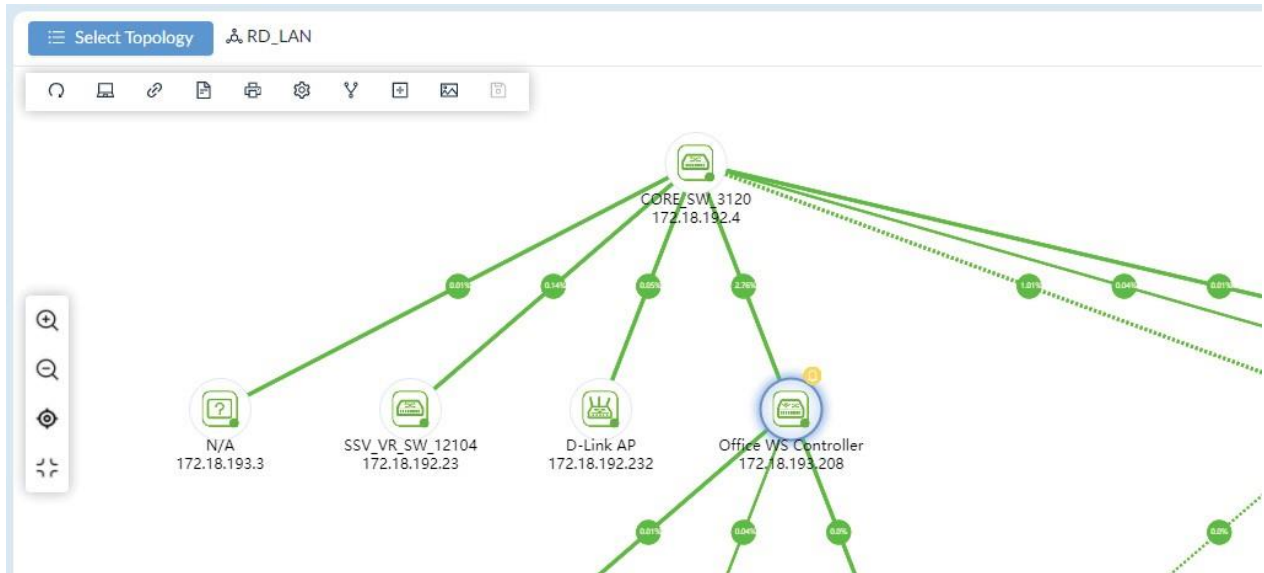 Select Topology
RD_LAN
CORE_SW_3120
172.18.192.4
0.01%
0.14%
0.05%
2.76%
1.01%
0.04%
0.01%
N/A
172.18.193.3
SSV_VR_SW_12104
172.18.192.23
D-Link AP
172.18.192.232
Office WS Controller
172.18.193.208
0.01%
0.04%
0.0%
0.0%